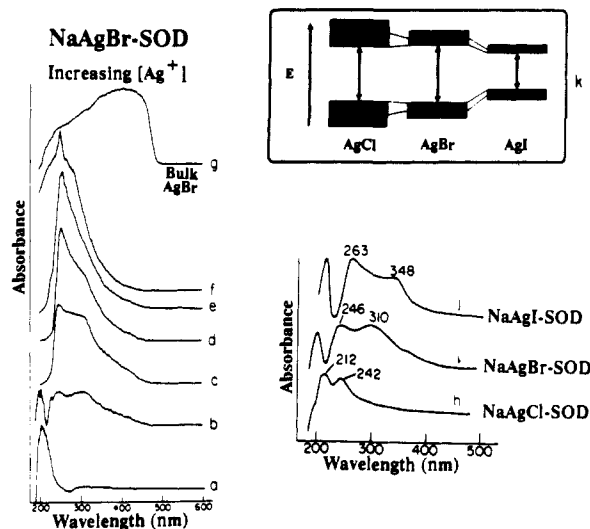 NaAgBr-SOD
Increasing [Ag+]
Absorbance
g
Bulk
AgBr
f
e
d
c
b
a
200 300 400 500 600
Wavelength (nm)
E
AgCl AgBr AgI
k
Absorbance
263
348
j NaAgI-SOD
246
310
NaAgBr-SOD
212
242
h NaAgCl-SOD
200 300 400 500
Wavelength (nm)